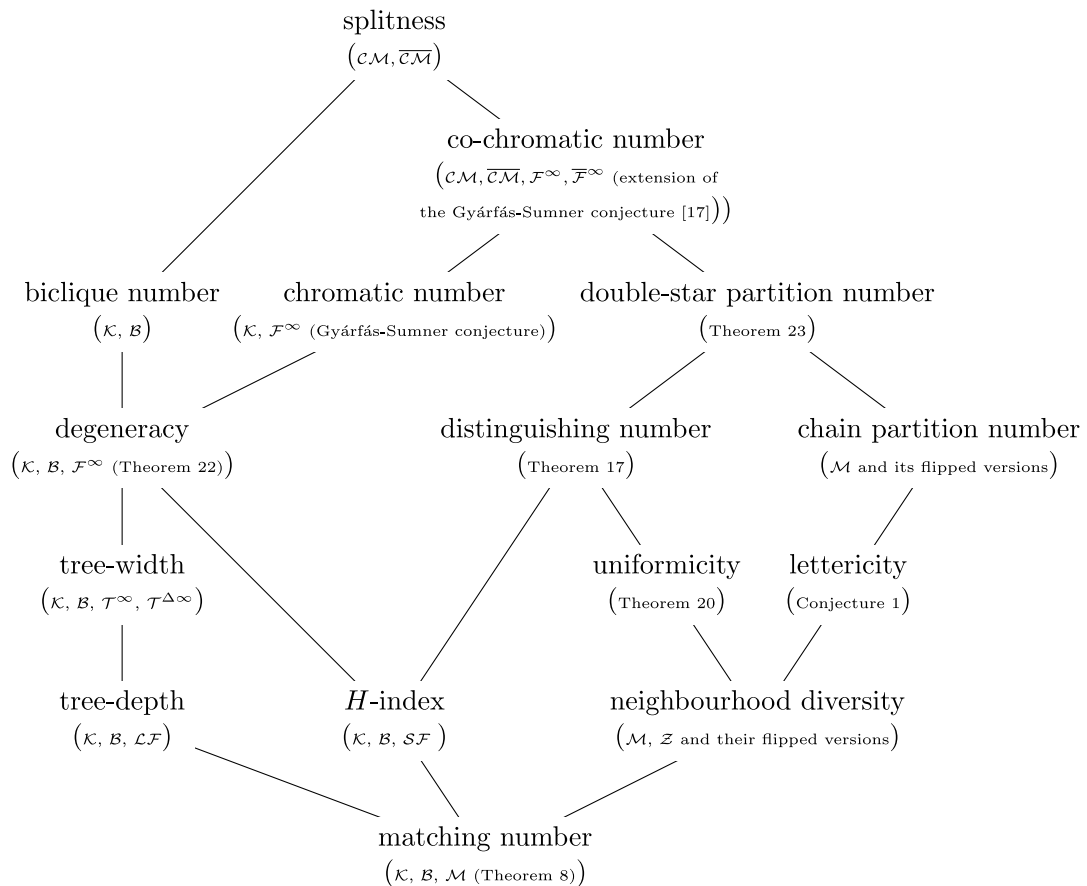 splitness
(𝒞ℳ, \overline{𝒞ℳ})
co-chromatic number
(𝒞ℳ, \overline{𝒞ℳ}, ℱ^∞, \overline{ℱ}^∞ (extension of
the Gyárfás-Sumner conjecture [17]))
biclique number chromatic number double-star partition number
(𝒦, ℬ) (𝒦, ℱ^∞ (Gyárfás-Sumner conjecture)) (Theorem 23)
degeneracy distinguishing number chain partition number
(𝒦, ℬ, ℱ^∞ (Theorem 22)) (Theorem 17) (ℳ and its flipped versions)
tree-width uniformicity lettericity
(𝒦, ℬ, 𝒯^∞, 𝒯^{Δ∞}) (Theorem 20) (Conjecture 1)
tree-depth H-index neighbourhood diversity
(𝒦, ℬ, ℒℱ) (𝒦, ℬ, 𝒮ℱ) (ℳ, 𝒵 and their flipped versions)
matching number
(𝒦, ℬ, ℳ (Theorem 8))